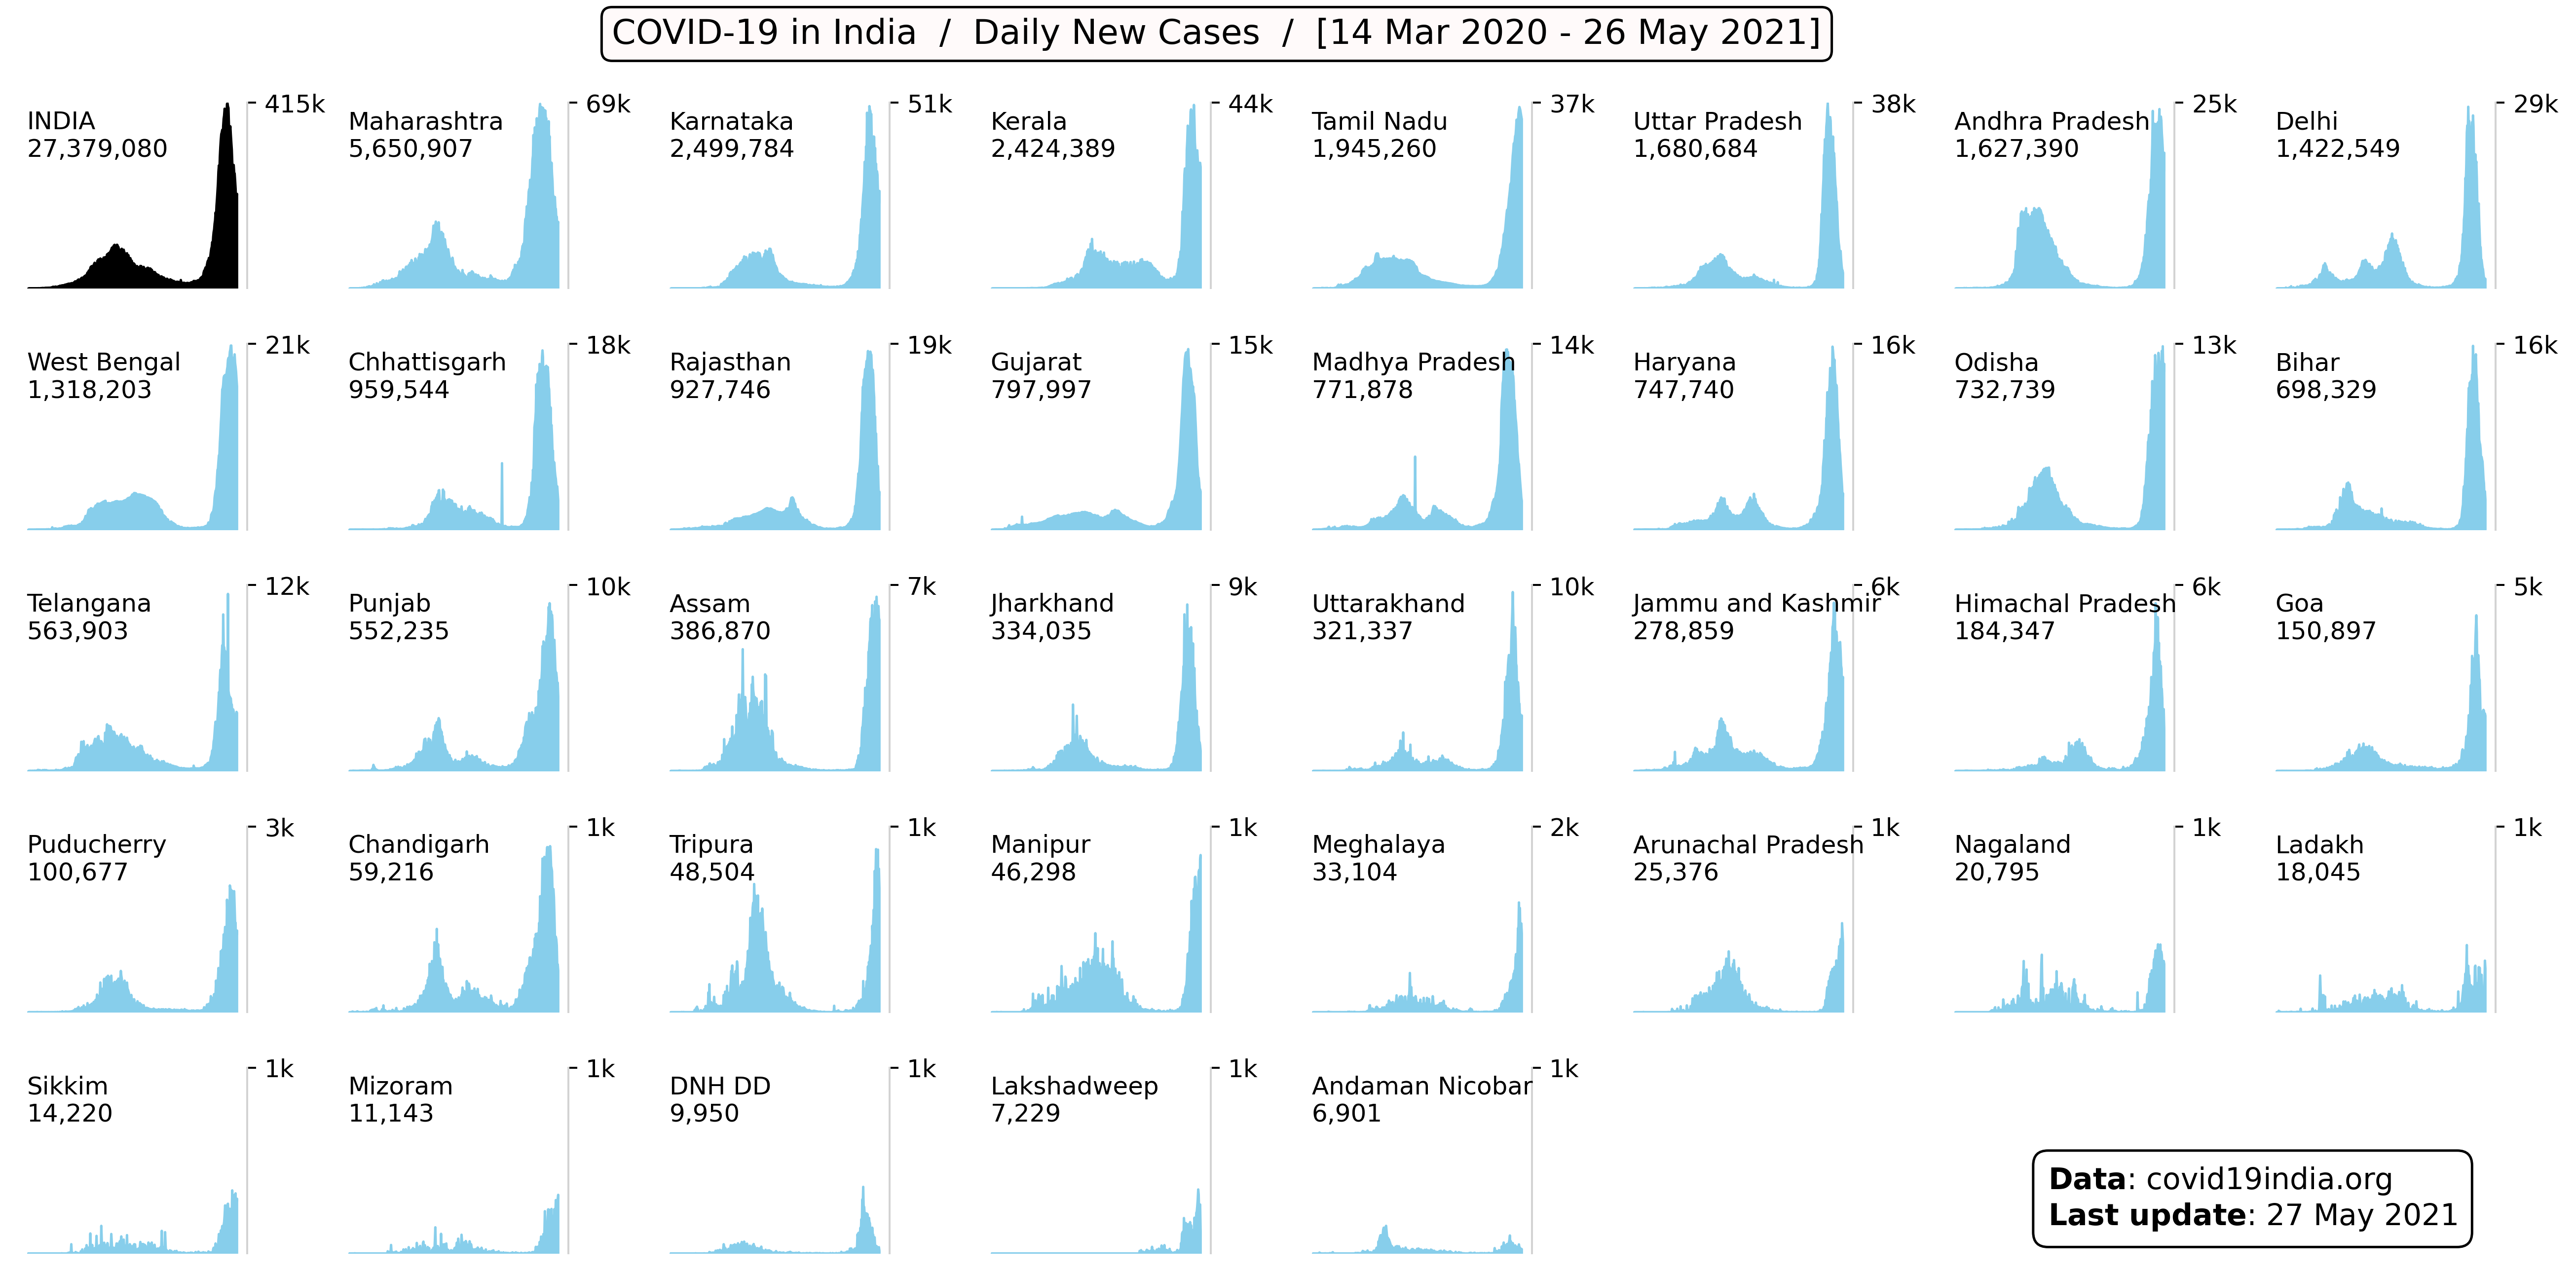 COVID-19 in India / Daily New Cases / [14 Mar 2020 - 26 May 2021]
INDIA
27,379,080
415k
Maharashtra
5,650,907
69k
Karnataka
2,499,784
51k
Kerala
2,424,389
44k
Tamil Nadu
1,945,260
37k
Uttar Pradesh
1,680,684
38k
Andhra Pradesh
1,627,390
25k
Delhi
1,422,549
29k
West Bengal
1,318,203
21k
Chhattisgarh
959,544
18k
Rajasthan
927,746
19k
Gujarat
797,997
15k
Madhya Pradesh
771,878
14k
Haryana
747,740
16k
Odisha
732,739
13k
Bihar
698,329
16k
Telangana
563,903
12k
Punjab
552,235
10k
Assam
386,870
7k
Jharkhand
334,035
9k
Uttarakhand
321,337
10k
Jammu and Kashmir
278,859
6k
Himachal Pradesh
184,347
6k
Goa
150,897
5k
Puducherry
100,677
3k
Chandigarh
59,216
1k
Tripura
48,504
1k
Manipur
46,298
1k
Meghalaya
33,104
2k
Arunachal Pradesh
25,376
1k
Nagaland
20,795
1k
Ladakh
18,045
1k
Sikkim
14,220
1k
Mizoram
11,143
1k
DNH DD
9,950
1k
Lakshadweep
7,229
1k
Andaman Nicobar
6,901
1k
Data: covid19india.org
Last update: 27 May 2021